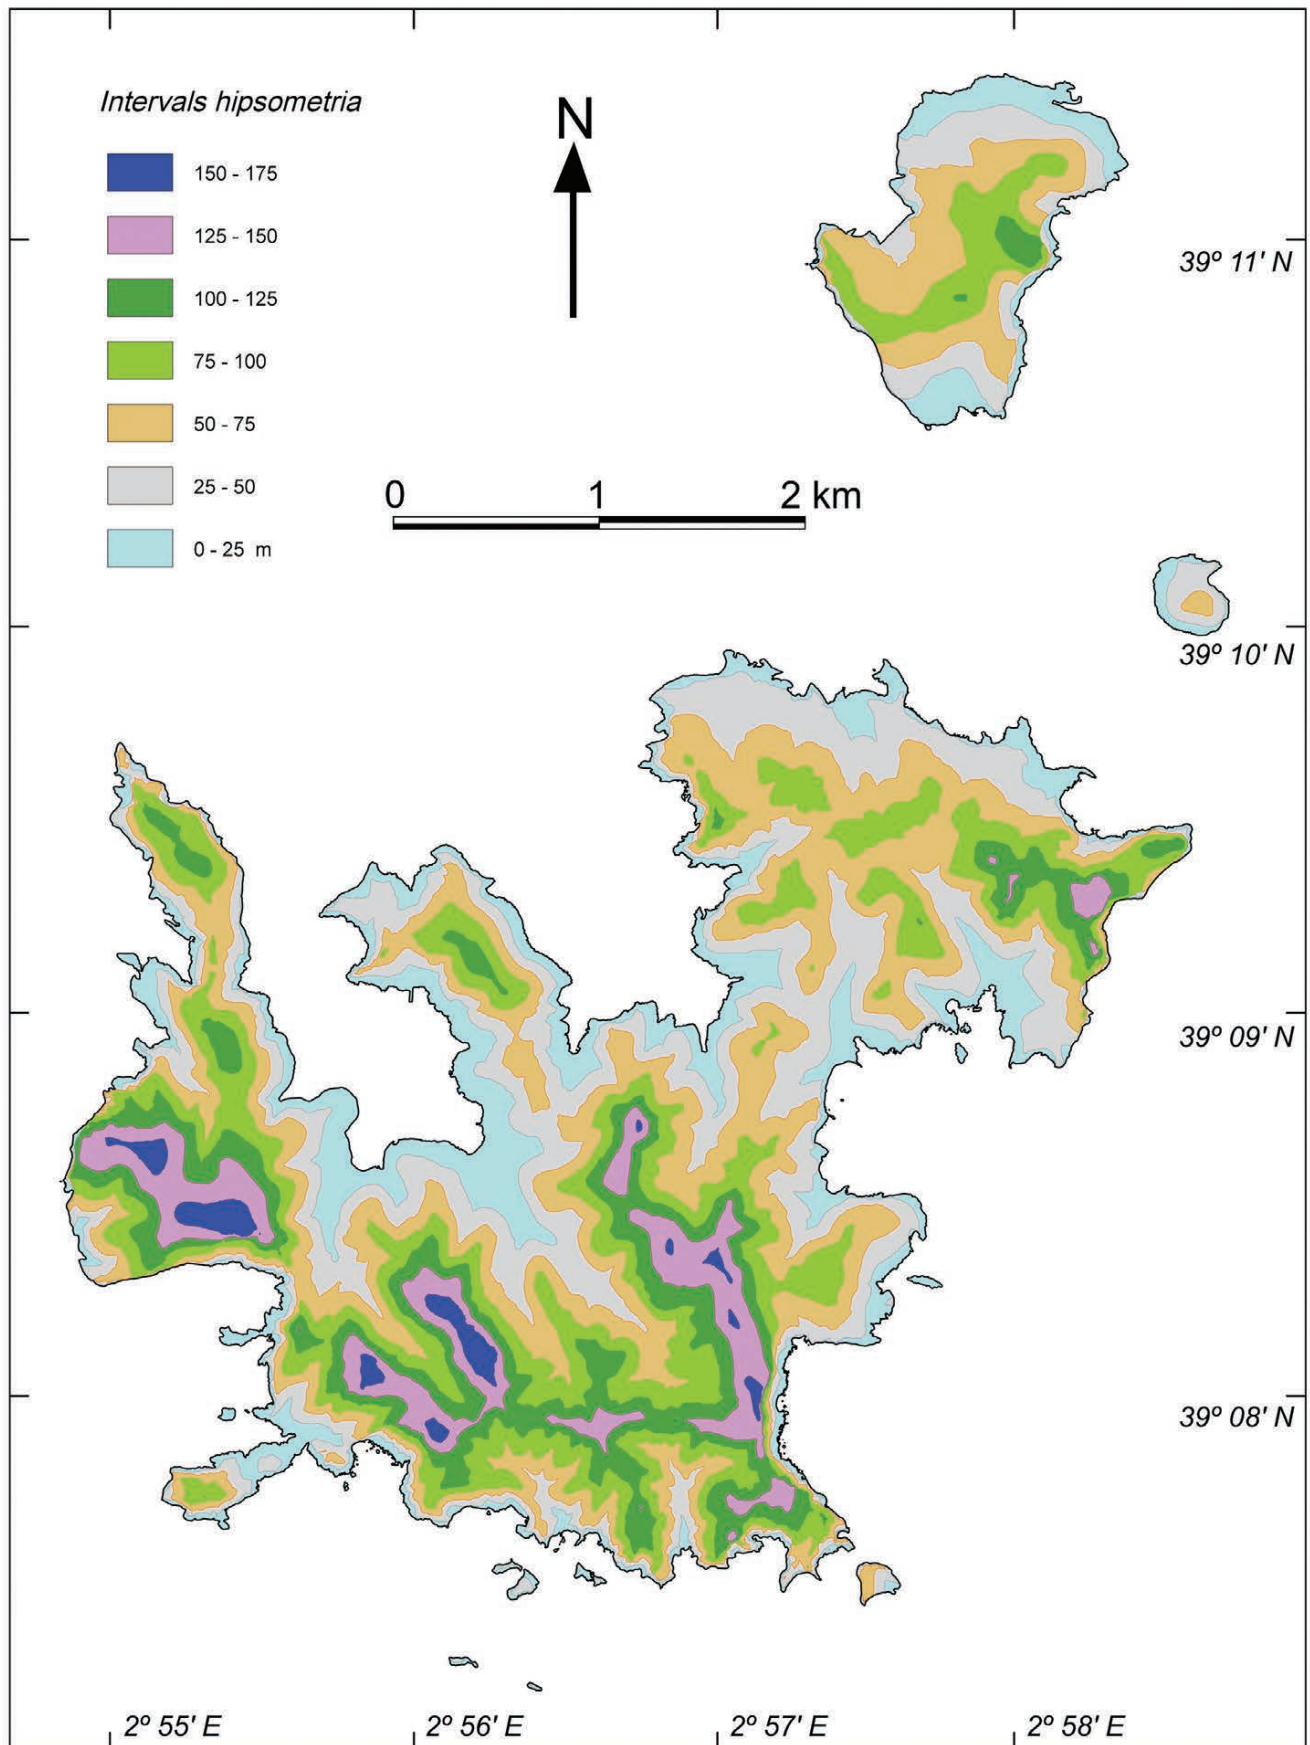 Intervals hipsometria
150 - 175
125 - 150
100 - 125
75 - 100
50 - 75
25 - 50
0 - 25 m
N
0 1 2 km
39º 11' N
39º 10' N
39º 09' N
39º 08' N
2º 55' E 2º 56' E 2º 57' E 2º 58' E